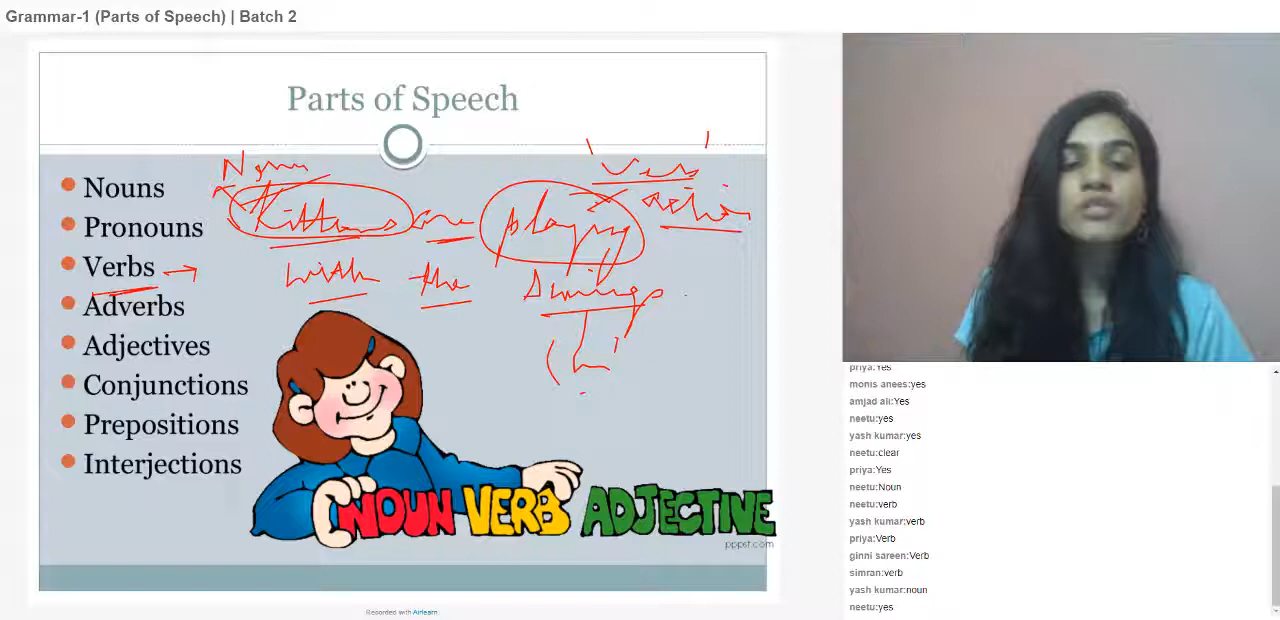 Grammar-1 (Parts of Speech) | Batch 2
Parts of Speech
Nouns
Pronouns
Verbs
Adverbs
Adjectives
Conjunctions
Prepositions
Interjections
Noun
Verb
action
Kittens are playing
with the
NOUN VERB ADJECTIVE
pppst.com
Recorded with Airlearn
priya:Yes
monis anees:yes
amjad ali:Yes
neetu:yes
yash kumar:yes
neetu:clear
priya:Yes
neetu:Noun
neetu:verb
yash kumar:verb
priya:Verb
ginni sareen:Verb
simran:verb
yash kumar:noun
neetu:yes